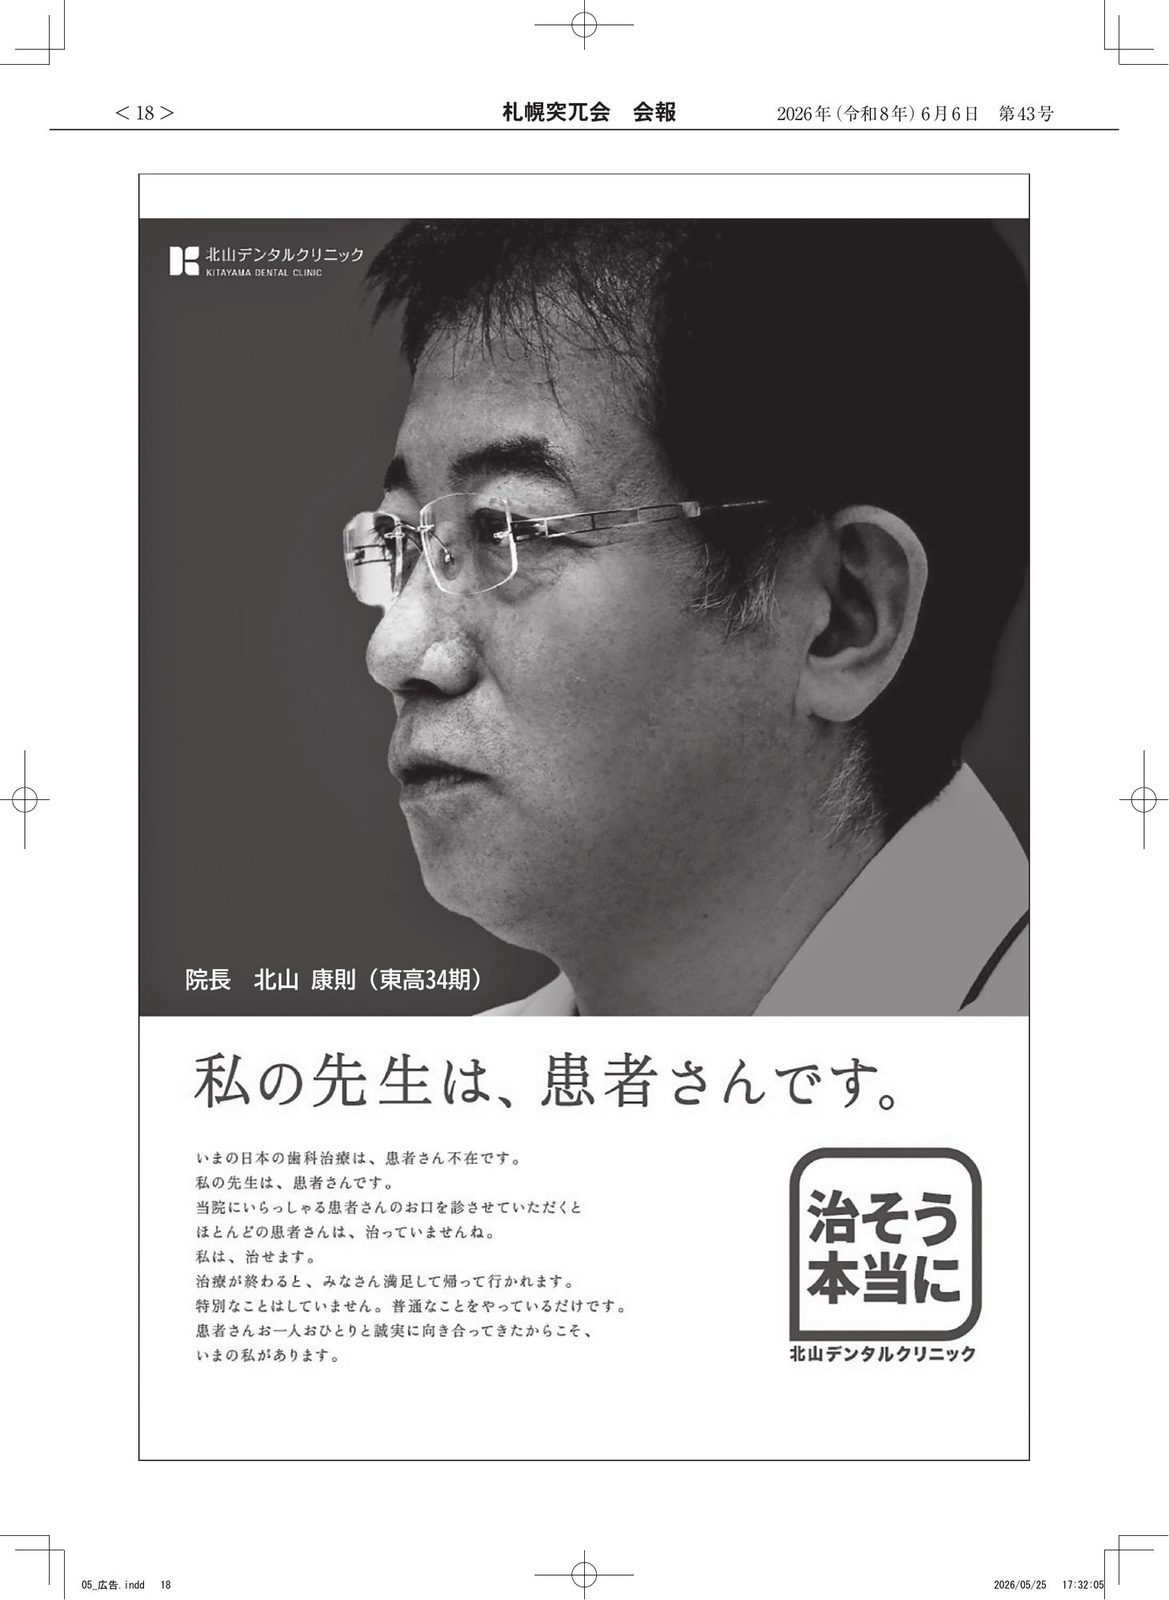 ＜18＞
札幌突兀会　会報
2026年（令和8年）6月6日　第43号
北山デンタルクリニック
KITAYAMA DENTAL CLINIC
院長　北山 康則（東高34期）
私の先生は、患者さんです。
いまの日本の歯科治療は、患者さん不在です。
私の先生は、患者さんです。
当院にいらっしゃる患者さんのお口を診させていただくと
ほとんどの患者さんは、治っていませんね。
私は、治せます。
治療が終わると、みなさん満足して帰って行かれます。
特別なことはしていません。普通なことをやっているだけです。
患者さんお一人おひとりと誠実に向き合ってきたからこそ、
いまの私があります。
治そう
本当に
北山デンタルクリニック
05_広告.indd 18
2026/05/25 17:32:05